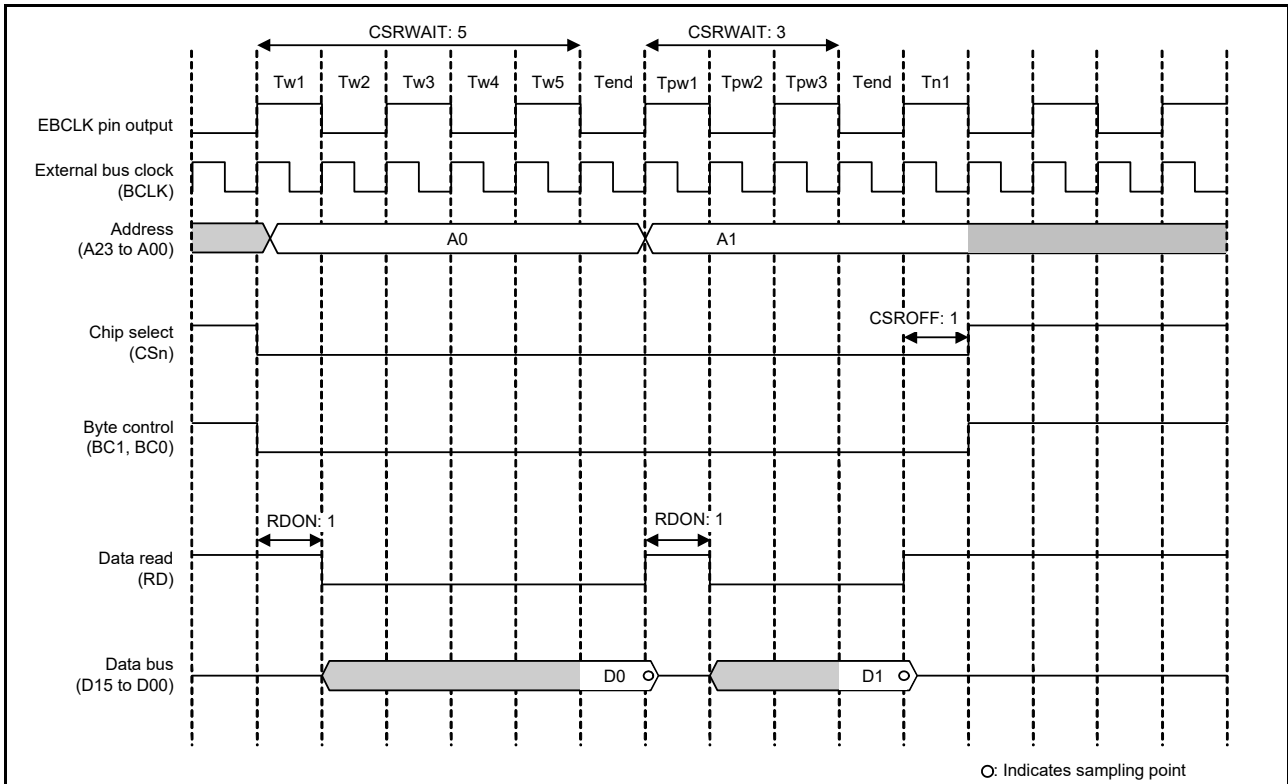 CSRWAIT: 5 CSRWAIT: 3
Tw1 Tw2 Tw3 Tw4 Tw5 Tend Tpw1 Tpw2 Tpw3 Tend Tn1
EBCLK pin output
External bus clock
(BCLK)
Address
(A23 to A00)
A0 A1
CSROFF: 1
Chip select
(CSn)
Byte control
(BC1, BC0)
RDON: 1 RDON: 1
Data read
(RD)
Data bus
(D15 to D00)
D0 D1
: Indicates sampling point